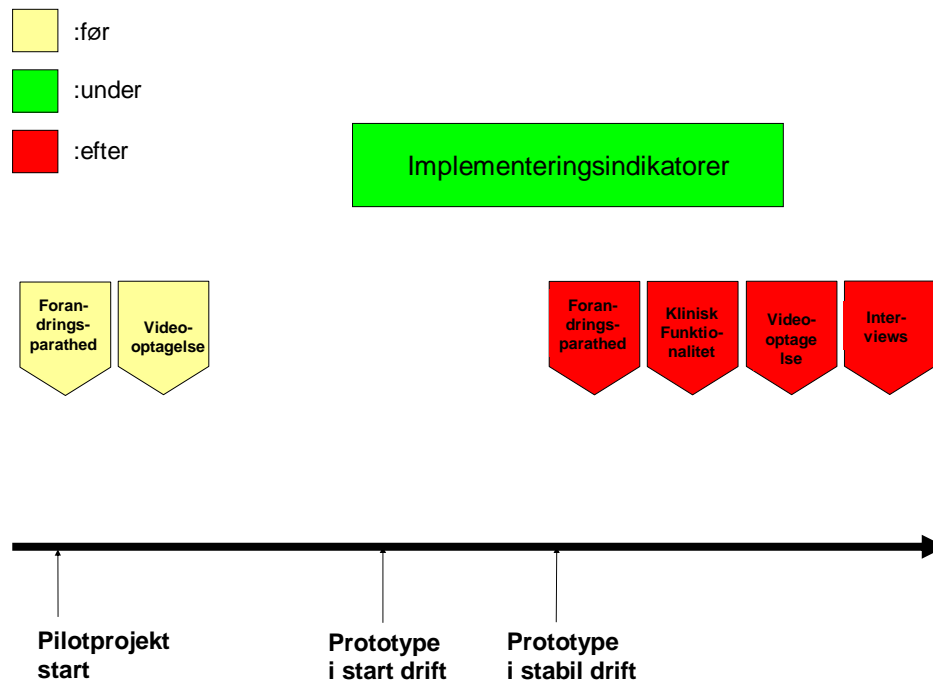 :før
:under
:efter
Implementeringsindikatorer
Foran-
drings-
parathed
Video-
optagelse
Foran-
drings-
parathed
Klinisk
Funktio-
nalitet
Video-
optage
lse
Inter-
views
Pilotprojekt
start
Prototype
i start drift
Prototype
i stabil drift